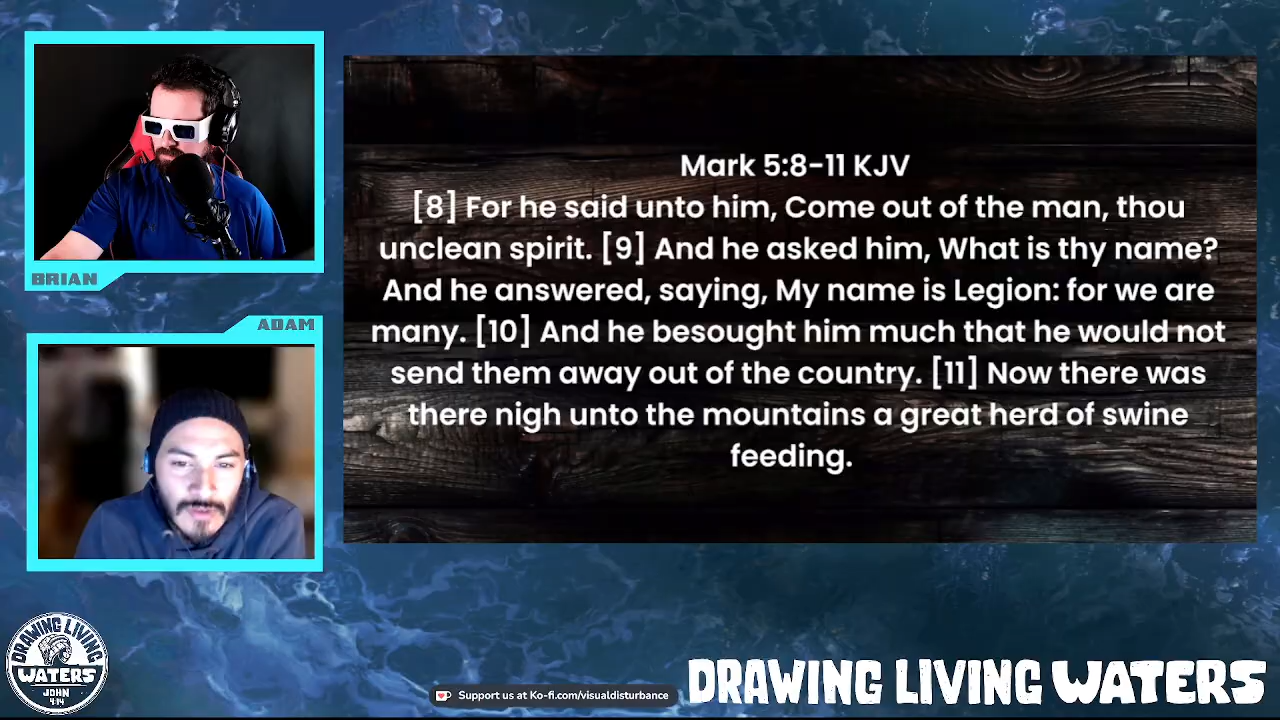 BRIAN
ADAM
Mark 5:8-11 KJV
[8] For he said unto him, Come out of the man, thou
unclean spirit. [9] And he asked him, What is thy name?
And he answered, saying, My name is Legion: for we are
many. [10] And he besought him much that he would not
send them away out of the country. [11] Now there was
there nigh unto the mountains a great herd of swine
feeding.
DRAWING LIVING
WATERS
JOHN
4:14
Support us at Ko-fi.com/visualdisturbance
DRAWING LIVING WATERS